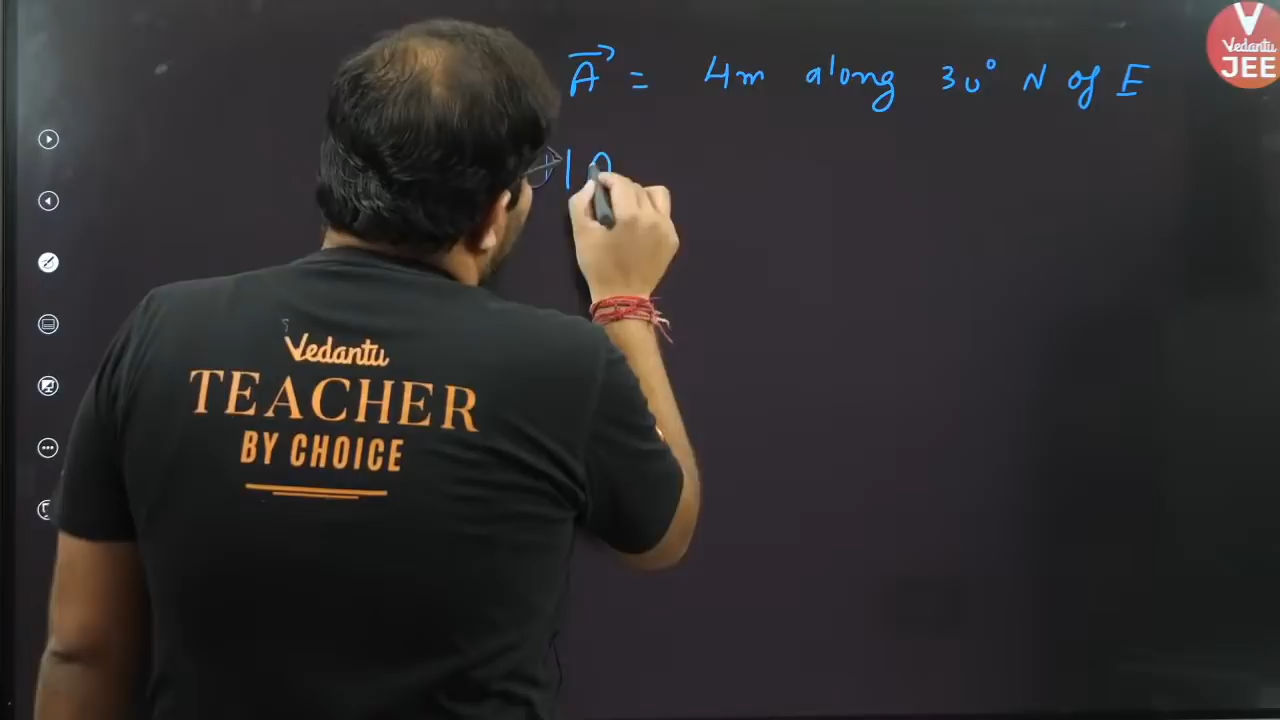 A⃗ = 4m along 30° N of E
V
Vedantu
JEE
Vedantu
TEACHER
BY CHOICE